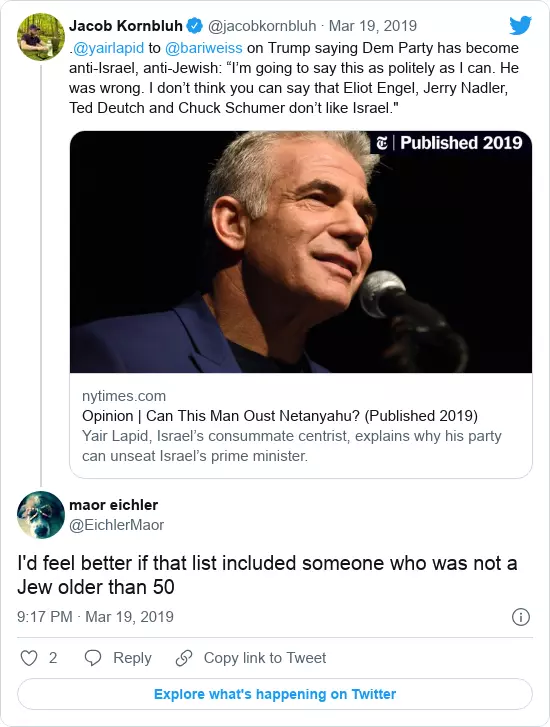 Jacob Kornbluh @jacobkornbluh · Mar 19, 2019
.@yairlapid to @bariweiss on Trump saying Dem Party has become
anti-Israel, anti-Jewish: “I’m going to say this as politely as I can. He
was wrong. I don’t think you can say that Eliot Engel, Jerry Nadler,
Ted Deutch and Chuck Schumer don’t like Israel."
T | Published 2019
nytimes.com
Opinion | Can This Man Oust Netanyahu? (Published 2019)
Yair Lapid, Israel’s consummate centrist, explains why his party
can unseat Israel’s prime minister.
maor eichler
@EichlerMaor
I'd feel better if that list included someone who was not a
Jew older than 50
9:17 PM · Mar 19, 2019
2 Reply Copy link to Tweet
Explore what's happening on Twitter